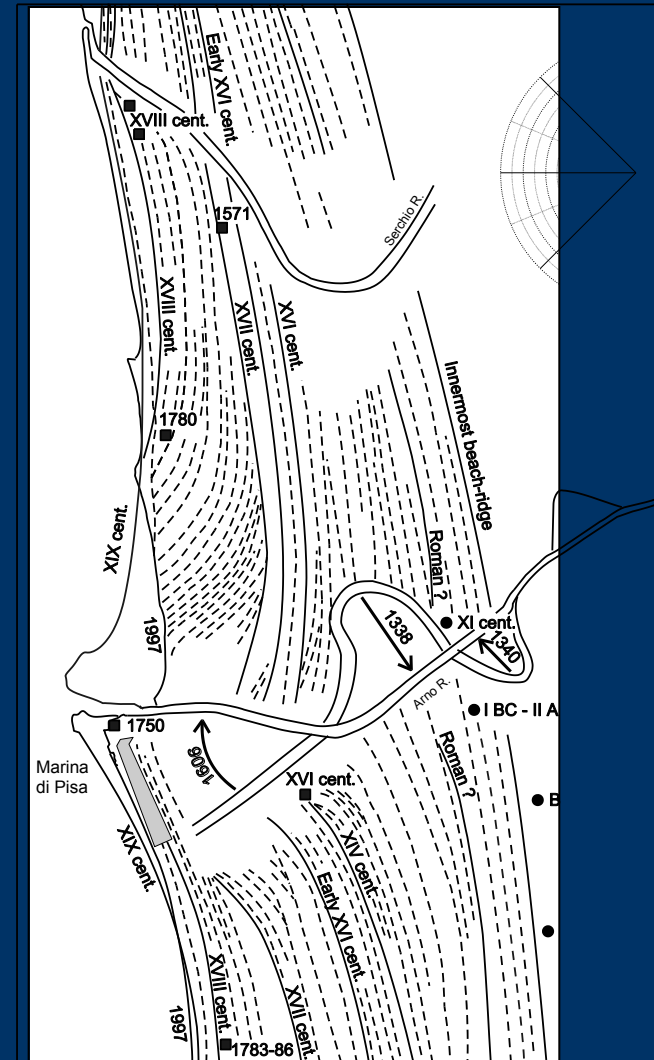 Early XVI cent.
XVIII cent.
1571
Serchio R.
XVIII cent.
XVII cent.
XVI cent.
Innermost beach-ridge
1780
XIX cent.
Roman ?
1997
1338
XI cent.
1340
Arno R.
I BC - II A
1750
1606
Roman ?
Marina
di Pisa
XVI cent.
B
XIX cent.
XIV cent.
Early XVI cent.
XVIII cent.
XVII cent.
1997
1783-86